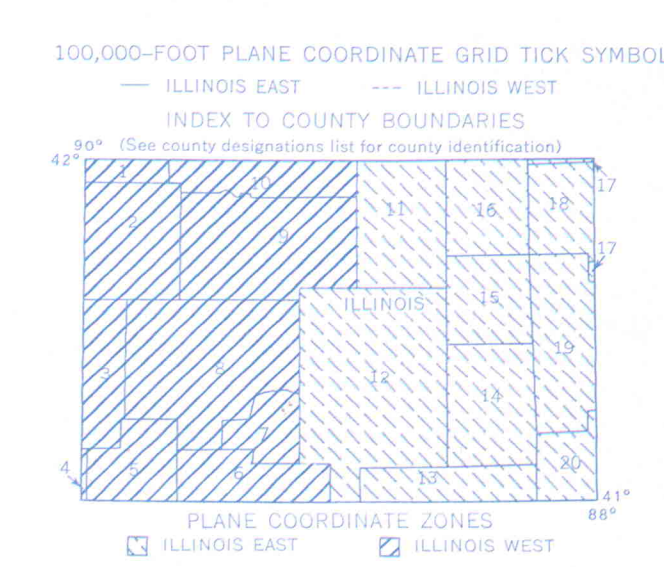 100,000–FOOT PLANE COORDINATE GRID TICK SYMBOL
— ILLINOIS EAST --- ILLINOIS WEST
INDEX TO COUNTY BOUNDARIES
90° (See county designations list for county identification)
42°
1 10 11 16 18 17
2 9
17
ILLINOIS 15
3 8 12 14 19
4 5 6 13 20
41°
88°
PLANE COORDINATE ZONES
ILLINOIS EAST ILLINOIS WEST